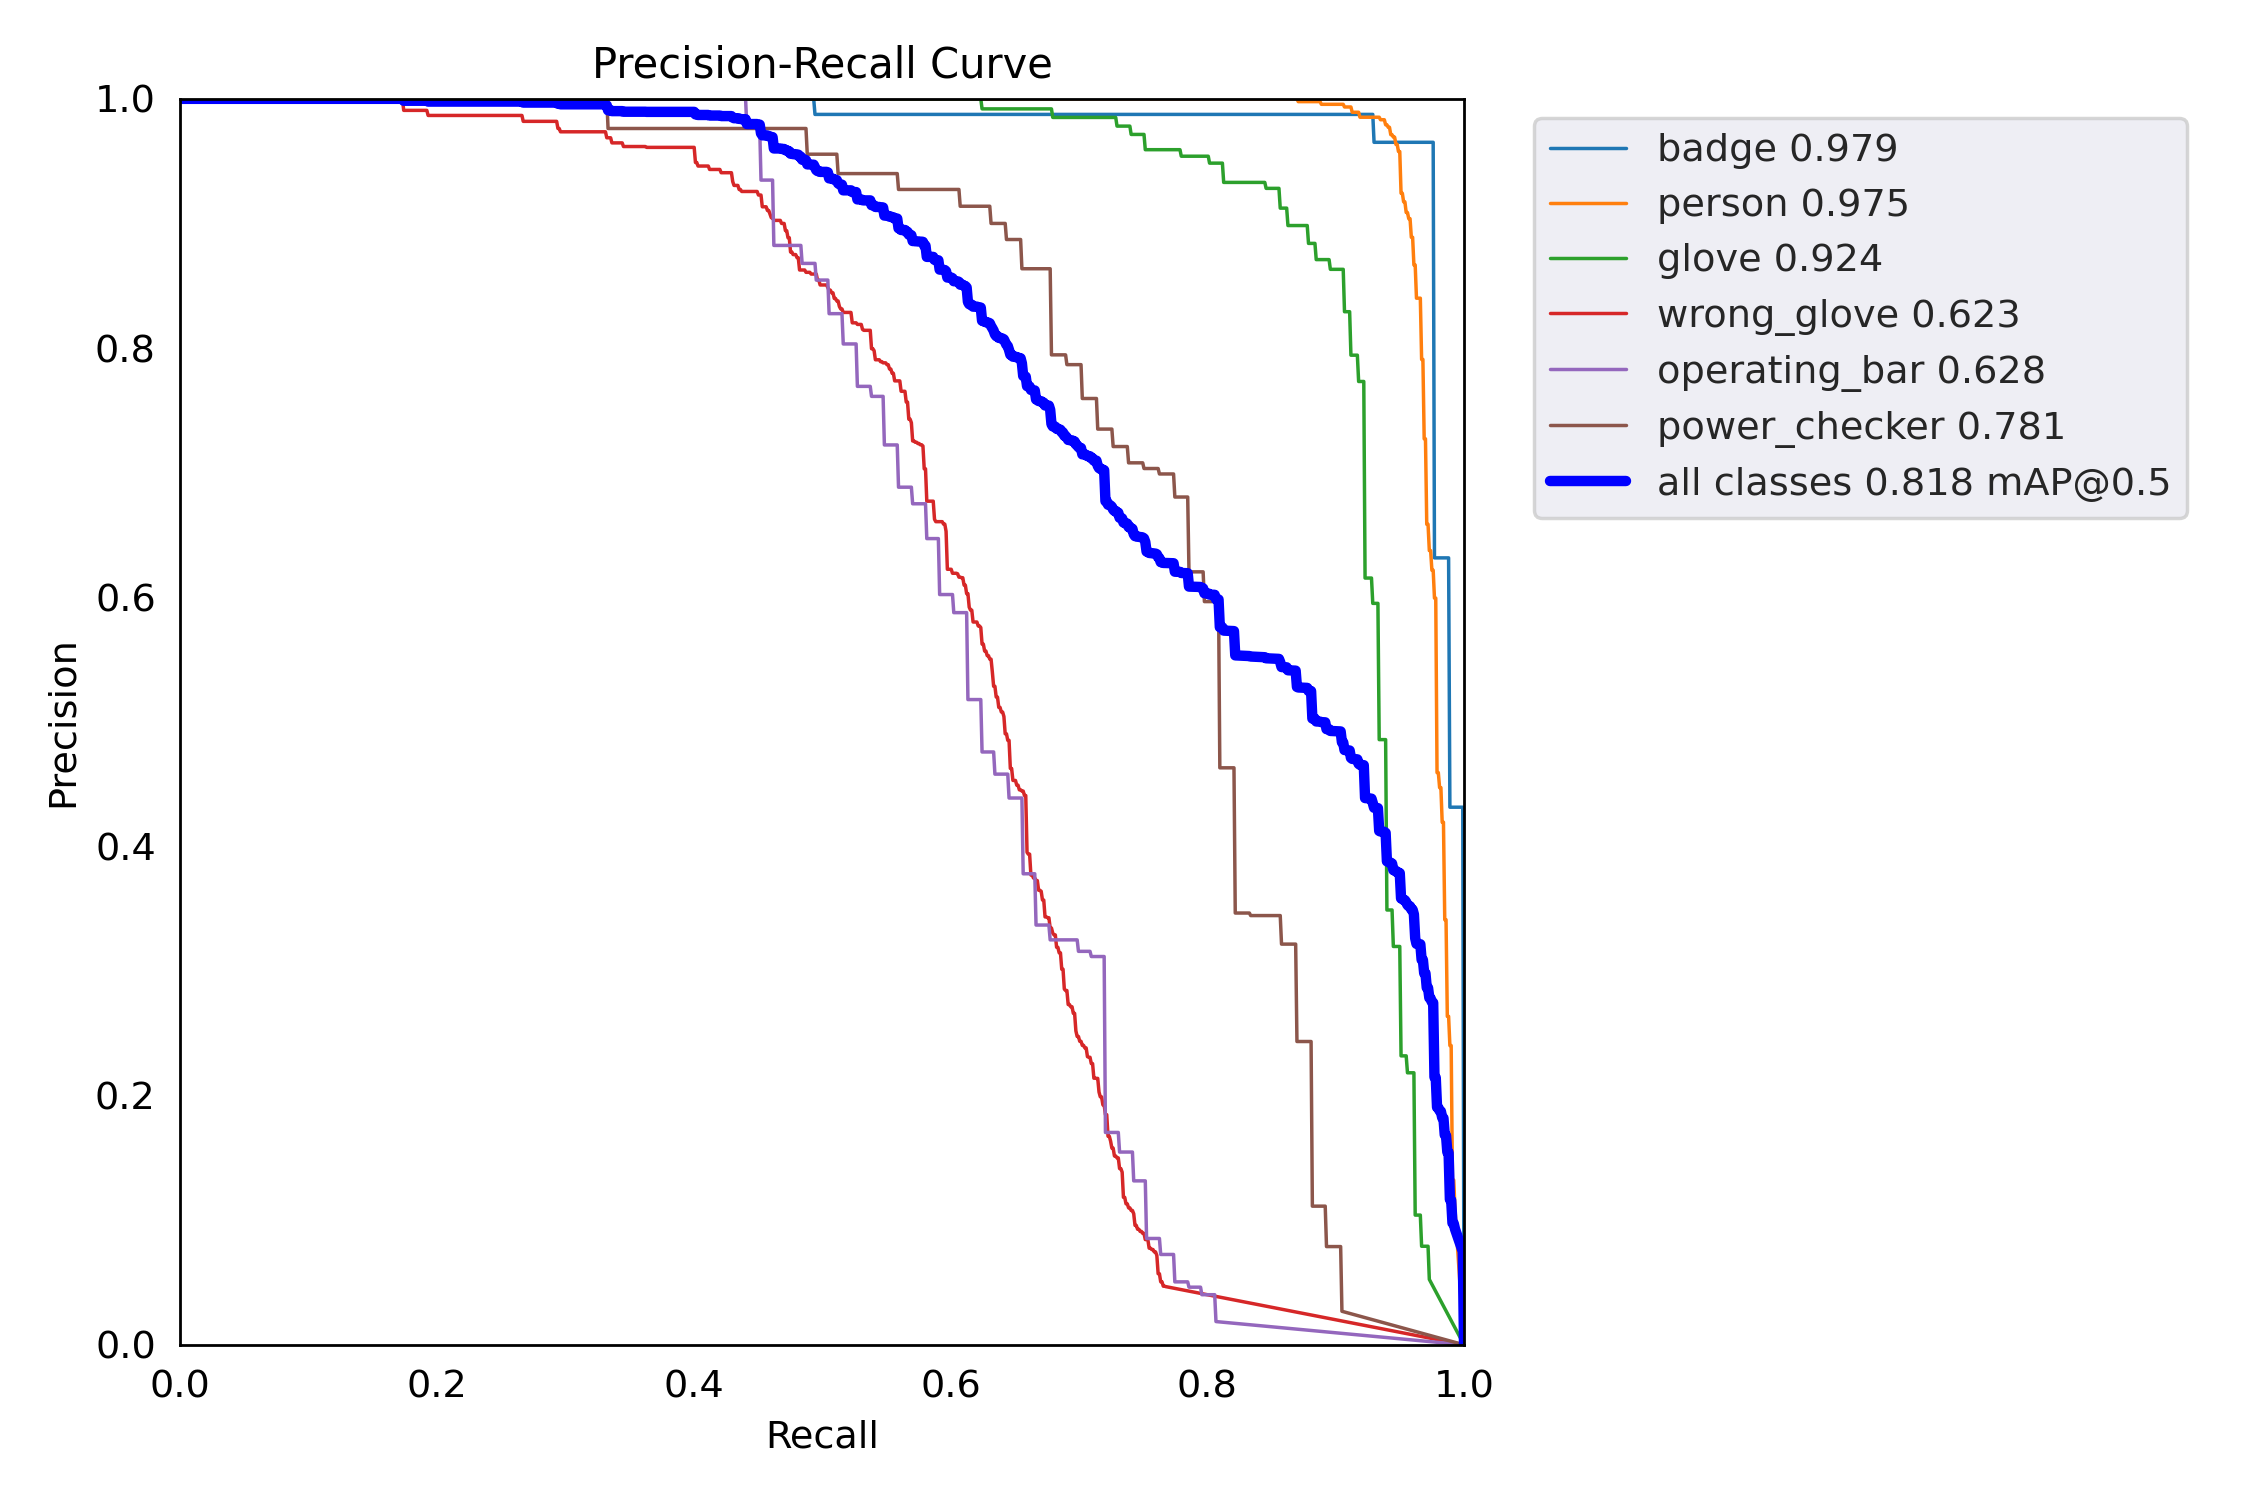 Precision-Recall Curve
1.0
0.8
0.6
0.4
0.2
0.0
Precision
0.0 0.2 0.4 0.6 0.8 1.0
Recall
badge 0.979
person 0.975
glove 0.924
wrong_glove 0.623
operating_bar 0.628
power_checker 0.781
all classes 0.818 mAP@0.5